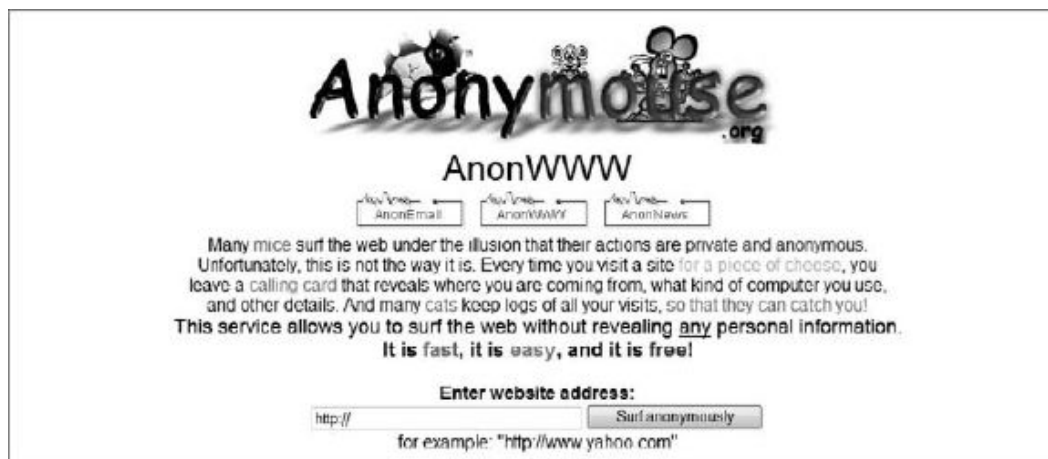 Anonymouse
.org
AnonWWW
AnonEmail AnonWWW AnonNews
Many mice surf the web under the illusion that their actions are private and anonymous.
Unfortunately, this is not the way it is. Every time you visit a site for a piece of cheese, you
leave a calling card that reveals where you are coming from, what kind of computer you use,
and other details. And many cats keep logs of all your visits, so that they can catch you!
This service allows you to surf the web without revealing any personal information.
It is fast, it is easy, and it is free!
Enter website address:
http:// Surf anonymously
for example: "http://www.yahoo.com"